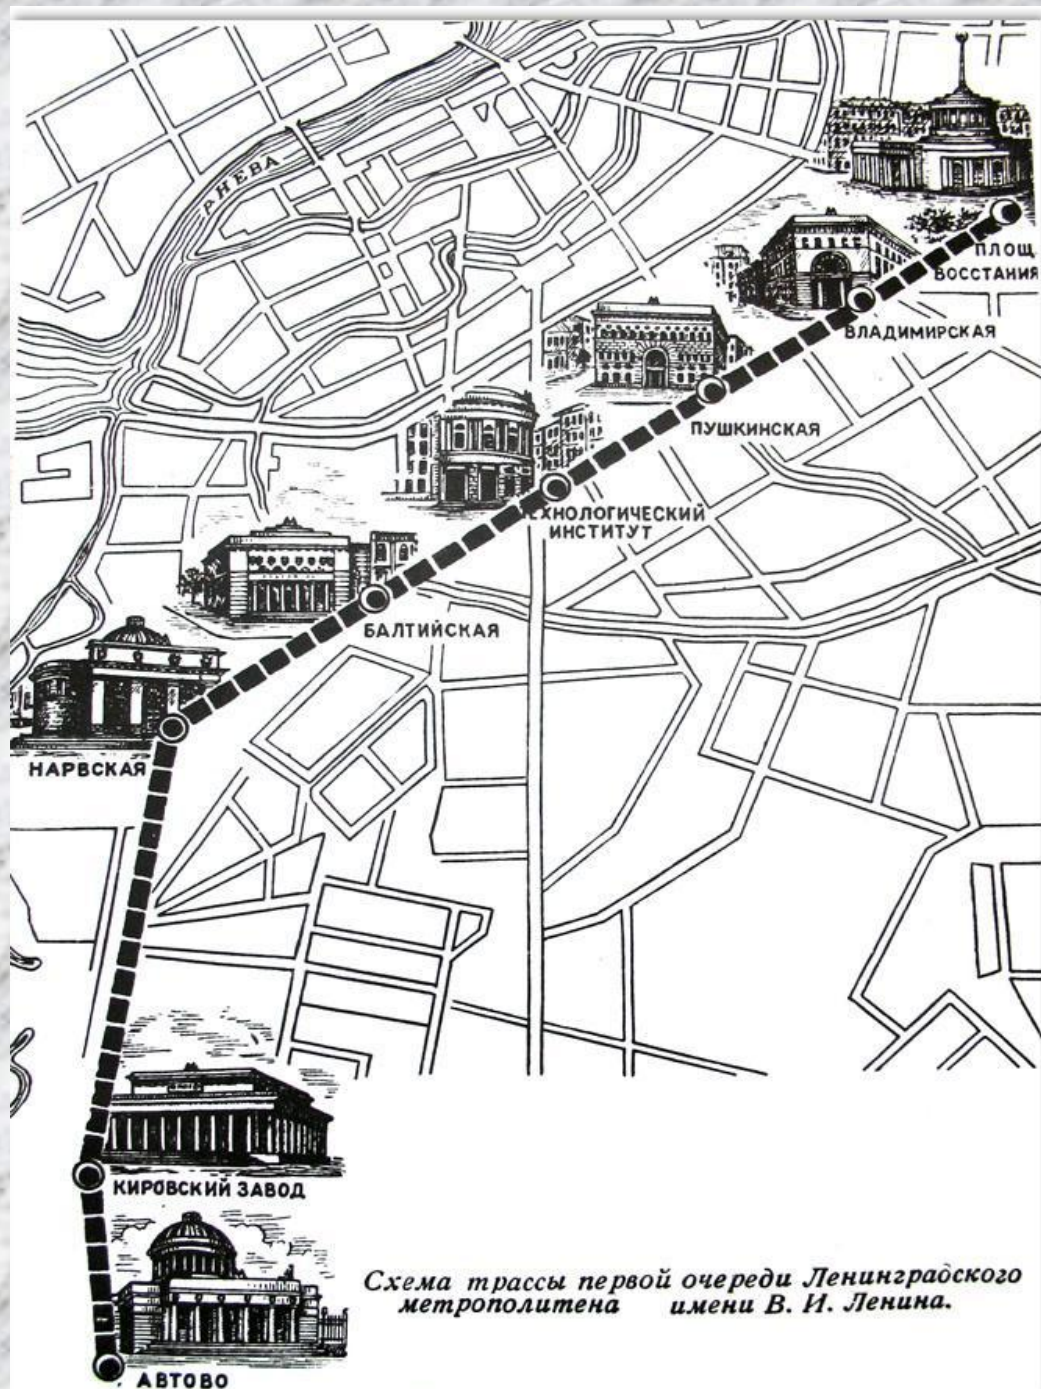 Р. НЕВА
ПЛОЩ
ВОССТАНИЯ
ВЛАДИМИРСКАЯ
ПУШКИНСКАЯ
ЕХНОЛОГИЧЕСКИЙ
ИНСТИТУТ
БАЛТИЙСКАЯ
НАРВСКАЯ
КИРОВСКИЙ ЗАВОД
АВТОВО
Схема трассы первой очереди Ленинградского
метрополитена имени В. И. Ленина.